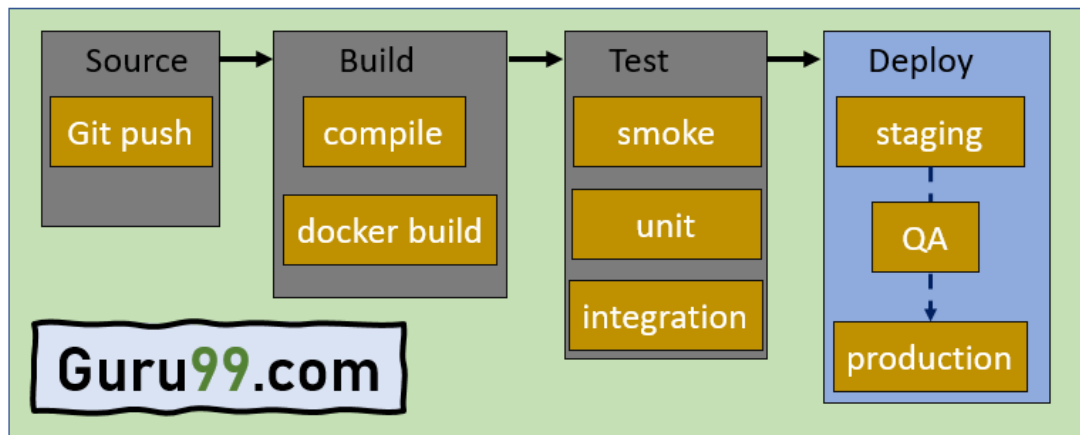 Source
Git push
Build
compile
docker build
Test
smoke
unit
integration
Deploy
staging
QA
production
Guru99.com